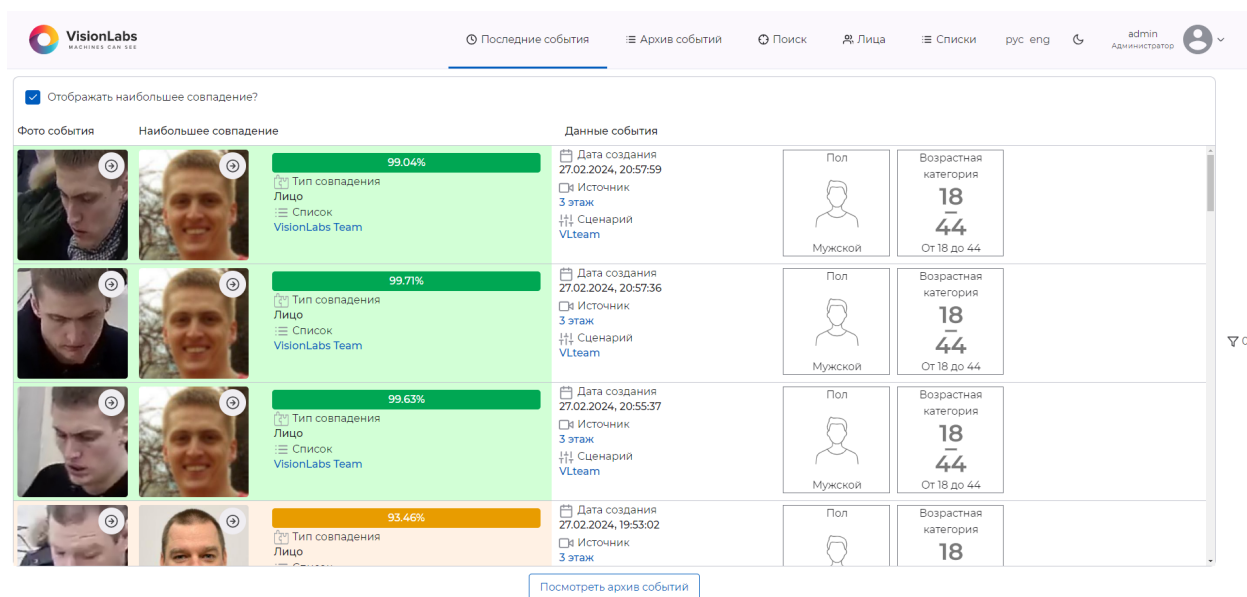 VisionLabs
MACHINES CAN SEE
Последние события
Архив событий
Поиск
Лица
Списки
рус eng
admin
Администратор
Отображать наибольшее совпадение?
Фото события
Наибольшее совпадение
Данные события
99.04%
Тип совпадения
Лицо
Список
VisionLabs Team
Дата создания
27.02.2024, 20:57:59
Источник
3 этаж
Сценарий
VLteam
Пол
Мужской
Возрастная
категория
18
–
44
От 18 до 44
99.71%
Тип совпадения
Лицо
Список
VisionLabs Team
Дата создания
27.02.2024, 20:57:36
Источник
3 этаж
Сценарий
VLteam
Пол
Мужской
Возрастная
категория
18
–
44
От 18 до 44
99.63%
Тип совпадения
Лицо
Список
VisionLabs Team
Дата создания
27.02.2024, 20:55:37
Источник
3 этаж
Сценарий
VLteam
Пол
Мужской
Возрастная
категория
18
–
44
От 18 до 44
93.46%
Тип совпадения
Лицо
Дата создания
27.02.2024, 19:53:02
Источник
3 этаж
Пол
Возрастная
категория
18
Посмотреть архив событий